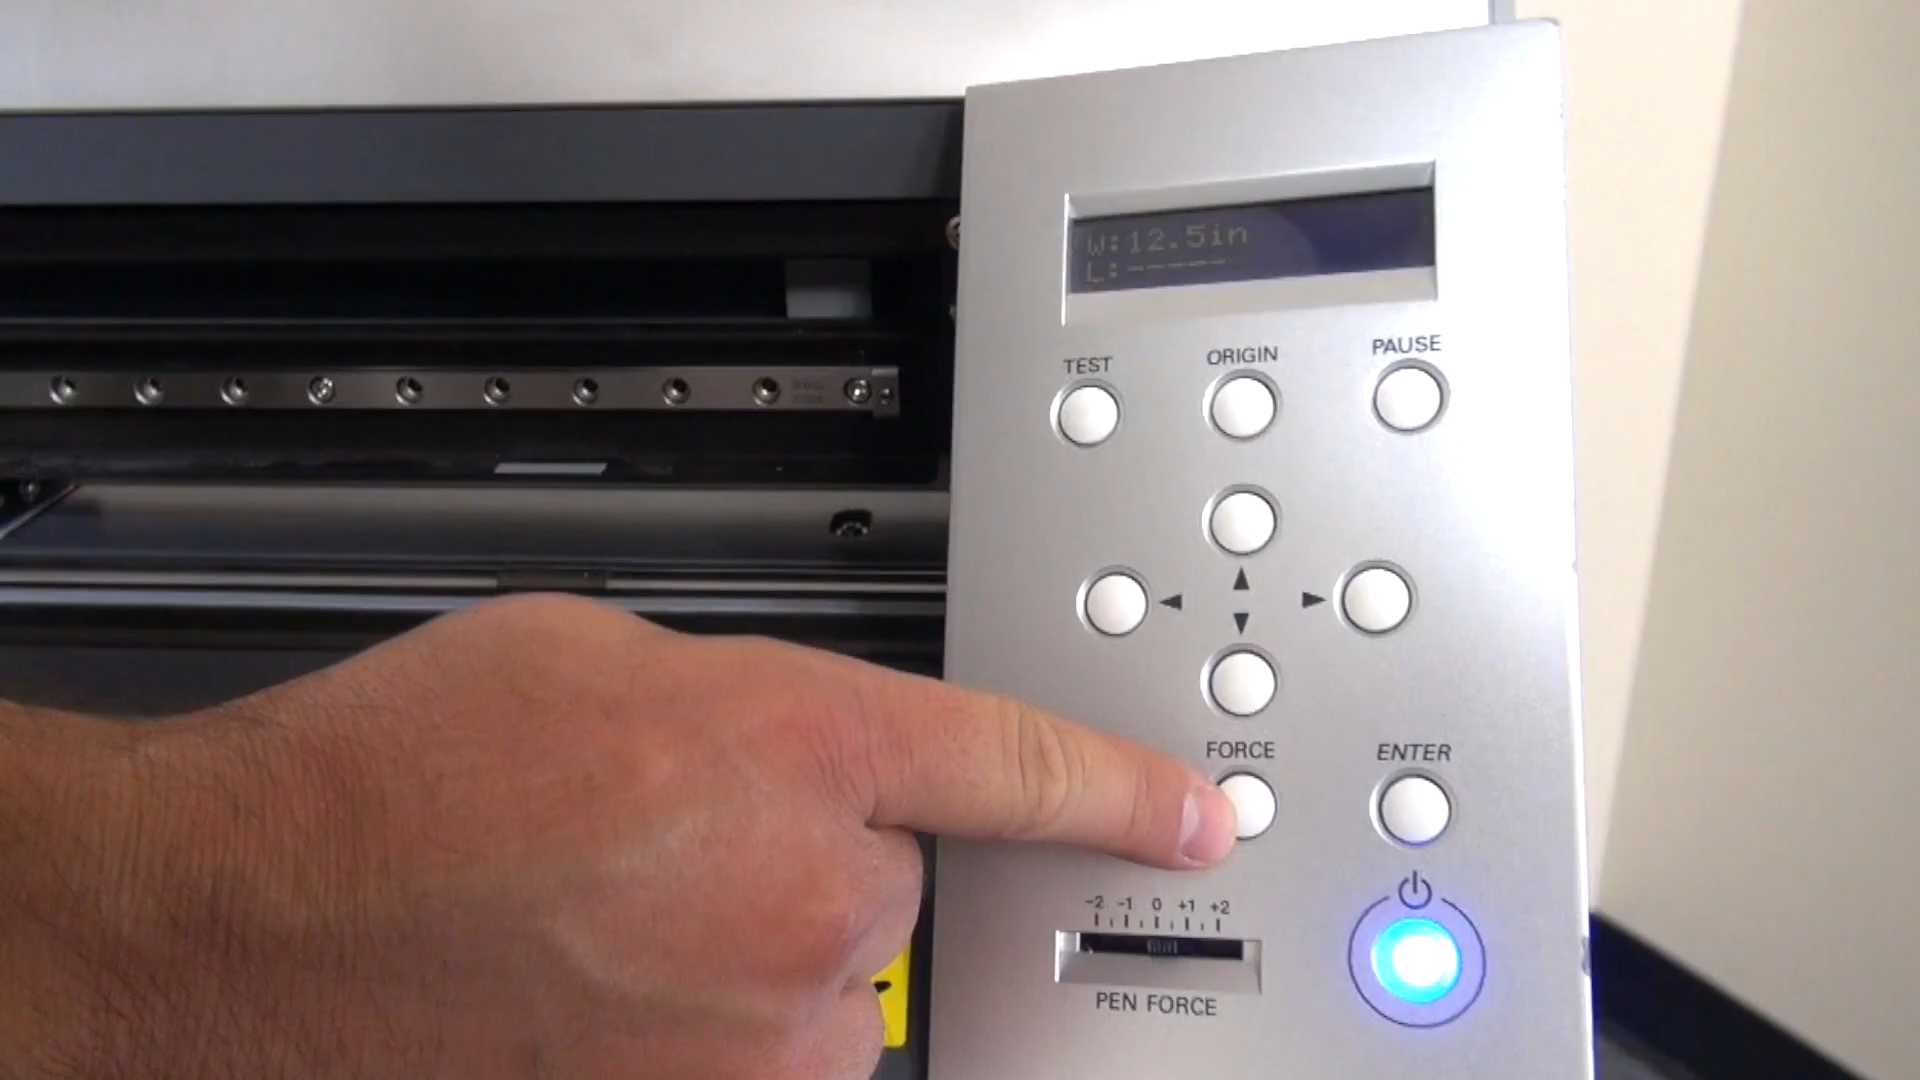 W:12.5in
L:-----
TEST
ORIGIN
PAUSE
FORCE
ENTER
-2 -1 0 +1 +2
PEN FORCE